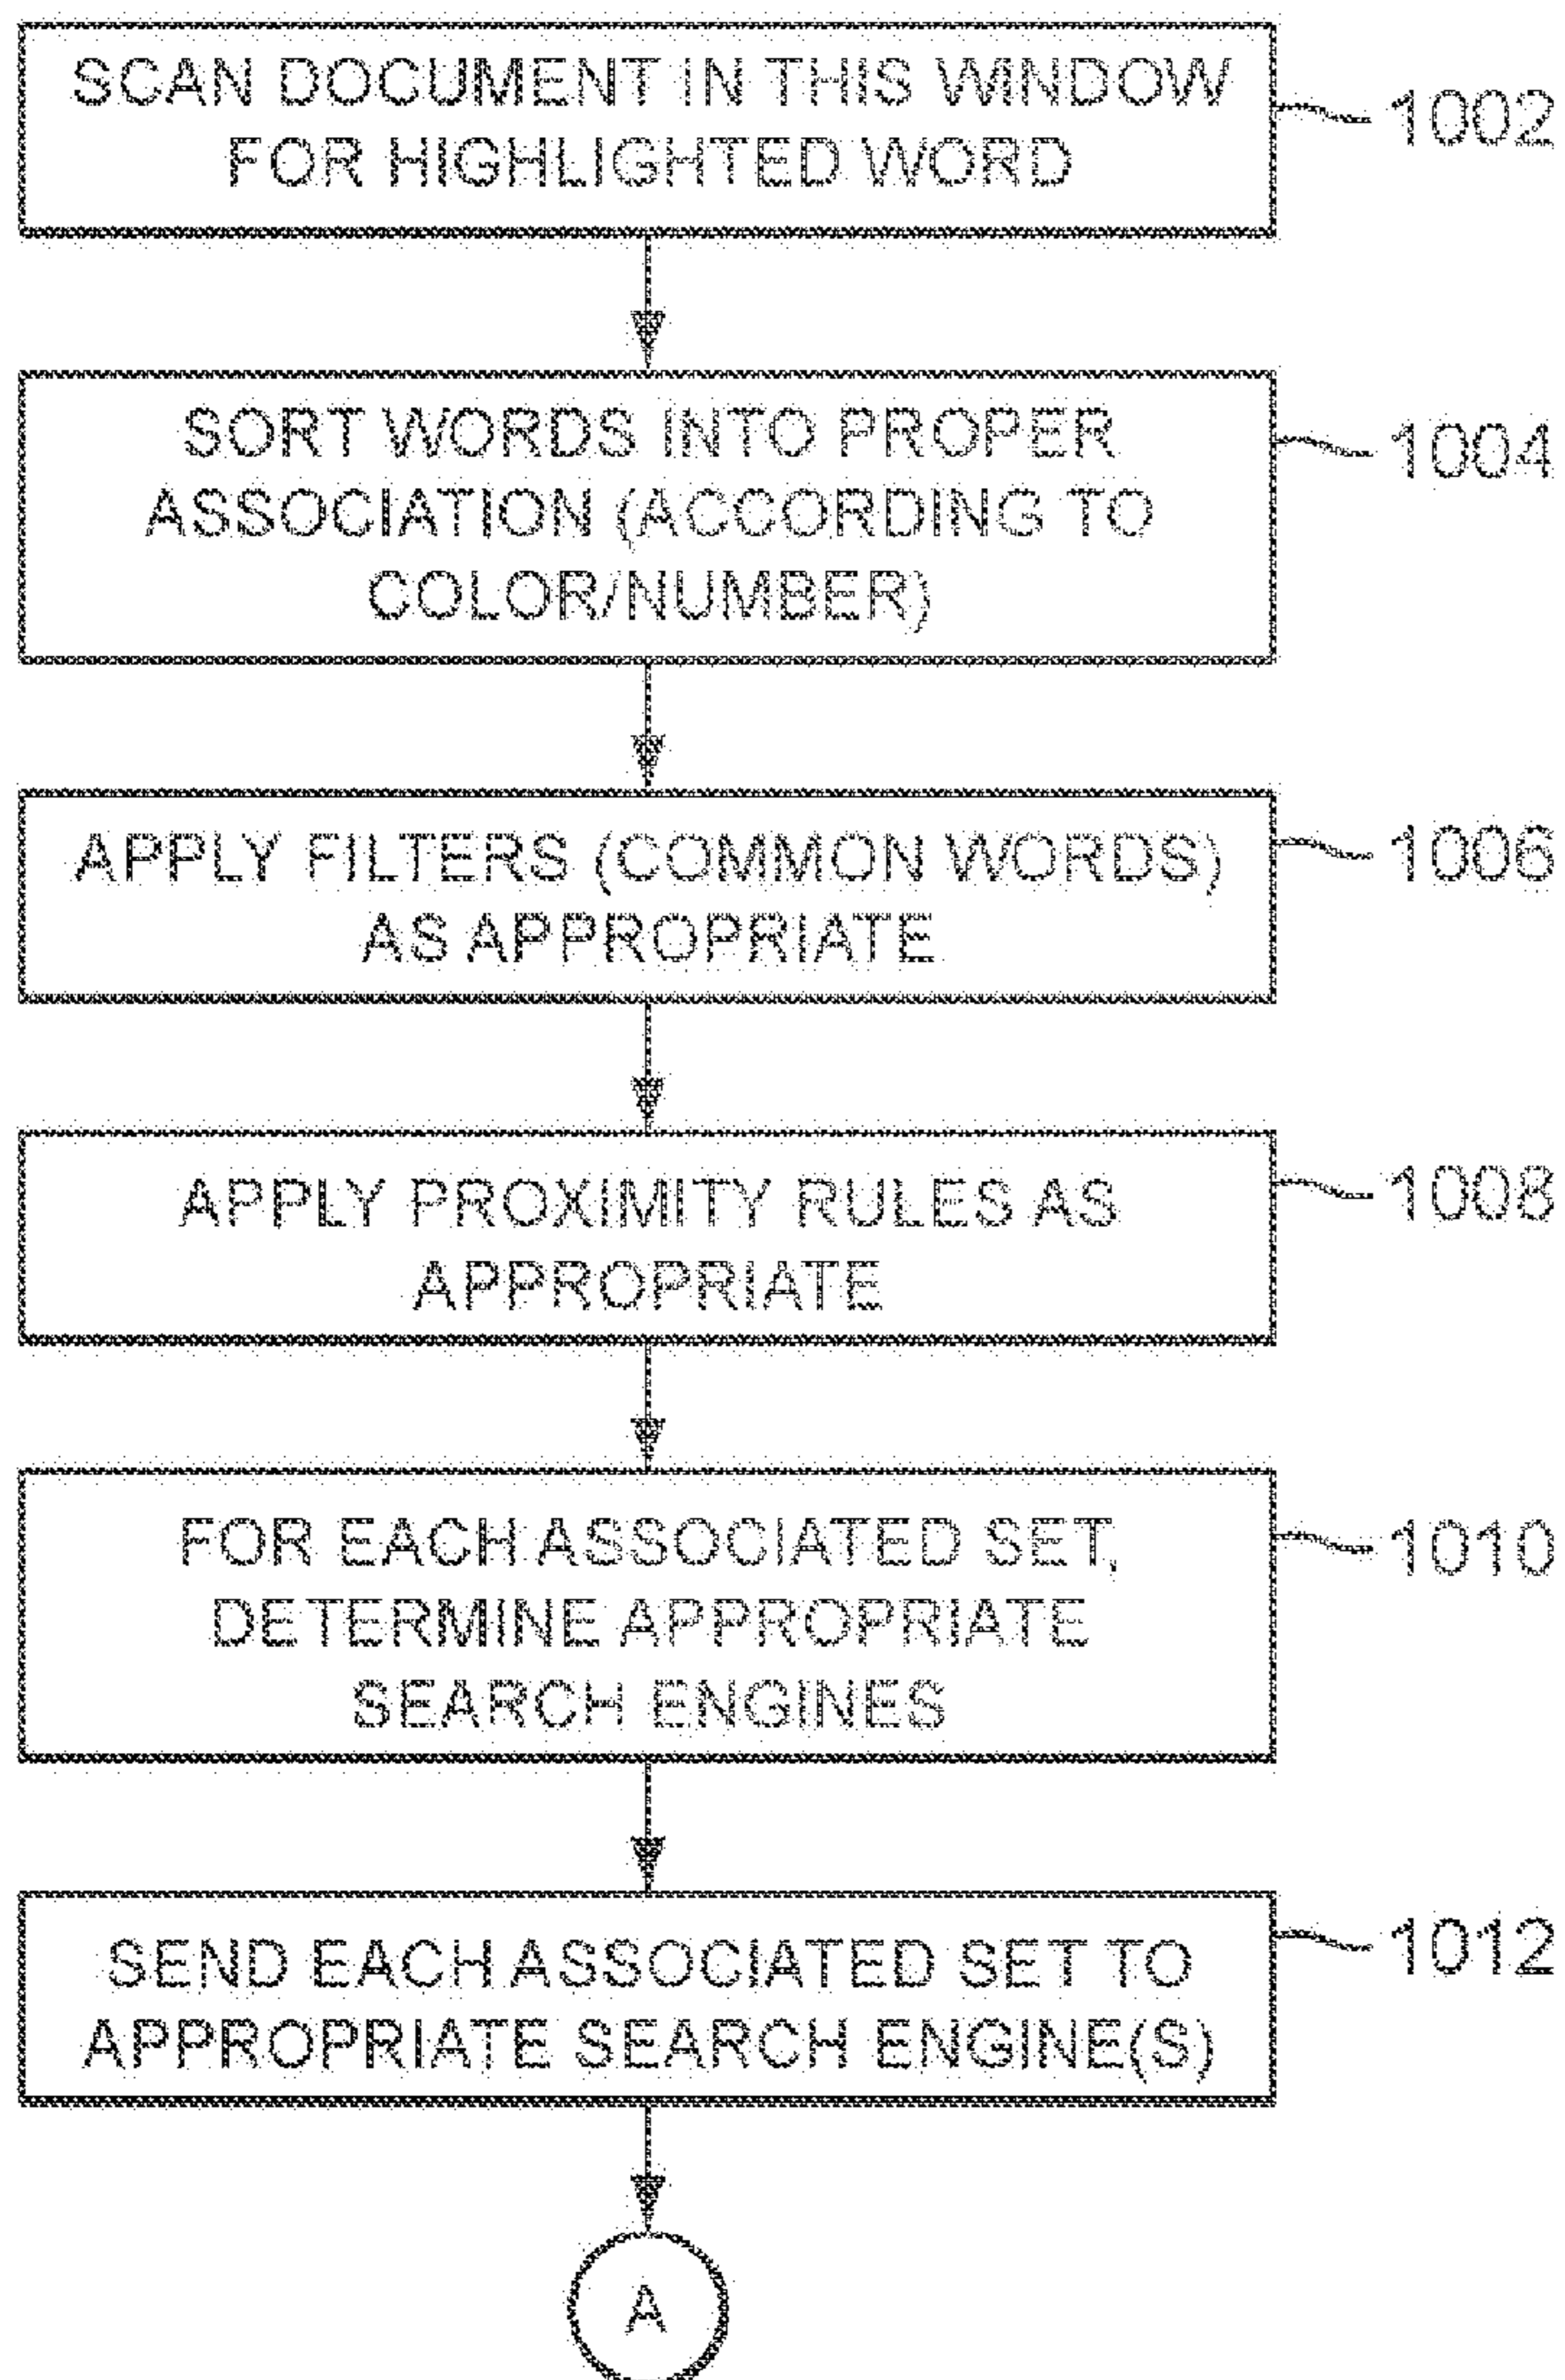 SCAN DOCUMENT IN THIS WINDOW
FOR HIGHLIGHTED WORD
1002
SORT WORDS INTO PROPER
ASSOCIATION (ACCORDING TO
COLOR/NUMBER)
1004
APPLY FILTERS (COMMON WORDS)
AS APPROPRIATE
1006
APPLY PROXIMITY RULES AS
APPROPRIATE
1008
FOR EACH ASSOCIATED SET,
DETERMINE APPROPRIATE
SEARCH ENGINES
1010
SEND EACH ASSOCIATED SET TO
APPROPRIATE SEARCH ENGINE(S)
1012
A